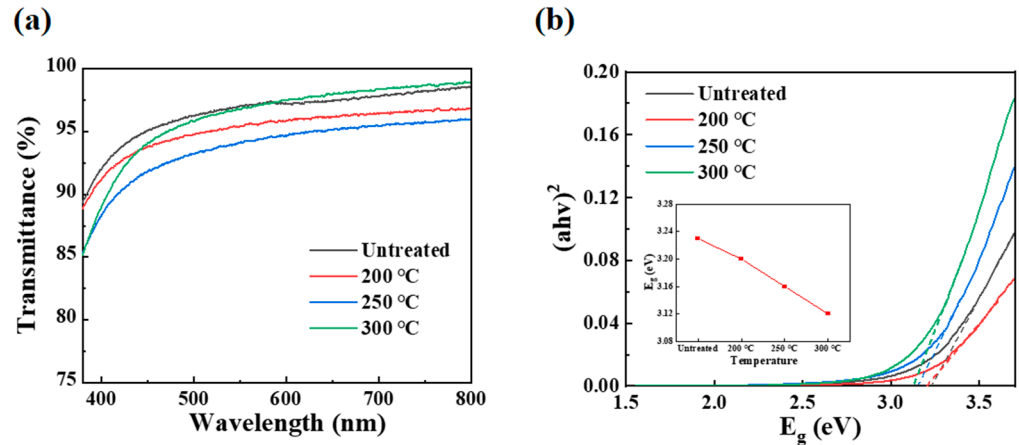 (a)
100
95
90
85
80
75
Transmittance (%)
400
500
600
700
800
Wavelength (nm)
Untreated
200 °C
250 °C
300 °C
(b)
0.20
0.16
0.12
0.08
0.04
0.00
(ahv)²
1.5
2.0
2.5
3.0
3.5
E_g (eV)
Untreated
200 °C
250 °C
300 °C
3.28
3.24
3.20
3.16
3.12
3.08
E_g (eV)
Untreated
200 °C
250 °C
300 °C
Temperature